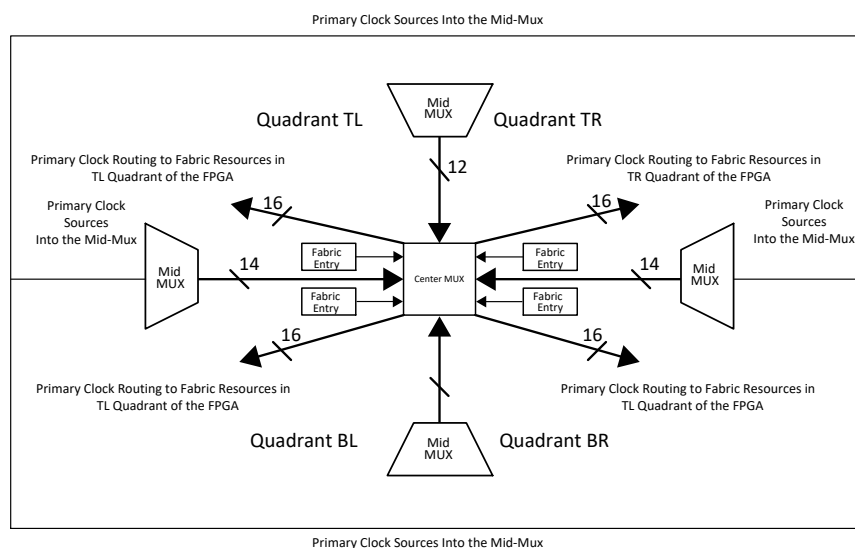 Primary Clock Sources Into the Mid-Mux
Mid
MUX
Quadrant TL
Quadrant TR
12
Primary Clock Routing to Fabric Resources in
TL Quadrant of the FPGA
Primary Clock Routing to Fabric Resources in
TR Quadrant of the FPGA
16
16
Primary Clock
Sources
Into the Mid-Mux
Primary Clock
Sources
Into the Mid-Mux
Fabric
Entry
Fabric
Entry
Mid
MUX
14
Center MUX
14
Mid
MUX
Fabric
Entry
Fabric
Entry
16
16
Primary Clock Routing to Fabric Resources in
TL Quadrant of the FPGA
Primary Clock Routing to Fabric Resources in
TL Quadrant of the FPGA
Quadrant BL
Quadrant BR
Mid
MUX
Primary Clock Sources Into the Mid-Mux